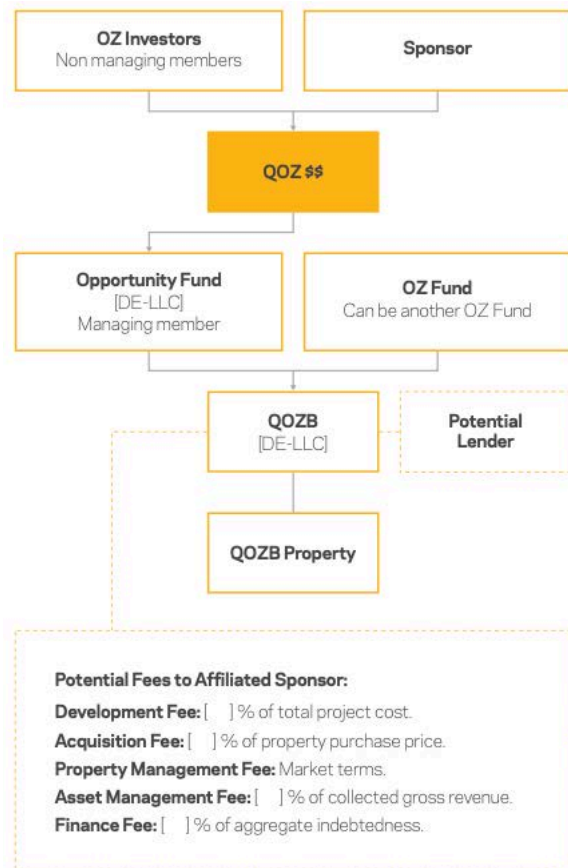 OZ Investors
Non managing members
Sponsor
QOZ $$
Opportunity Fund
[DE-LLC]
Managing member
OZ Fund
Can be another OZ Fund
QOZB
[DE-LLC]
Potential
Lender
QOZB Property
Potential Fees to Affiliated Sponsor:
Development Fee: [    ] % of total project cost.
Acquisition Fee: [    ] % of property purchase price.
Property Management Fee: Market terms.
Asset Management Fee: [    ] % of collected gross revenue.
Finance Fee: [    ] % of aggregate indebtedness.